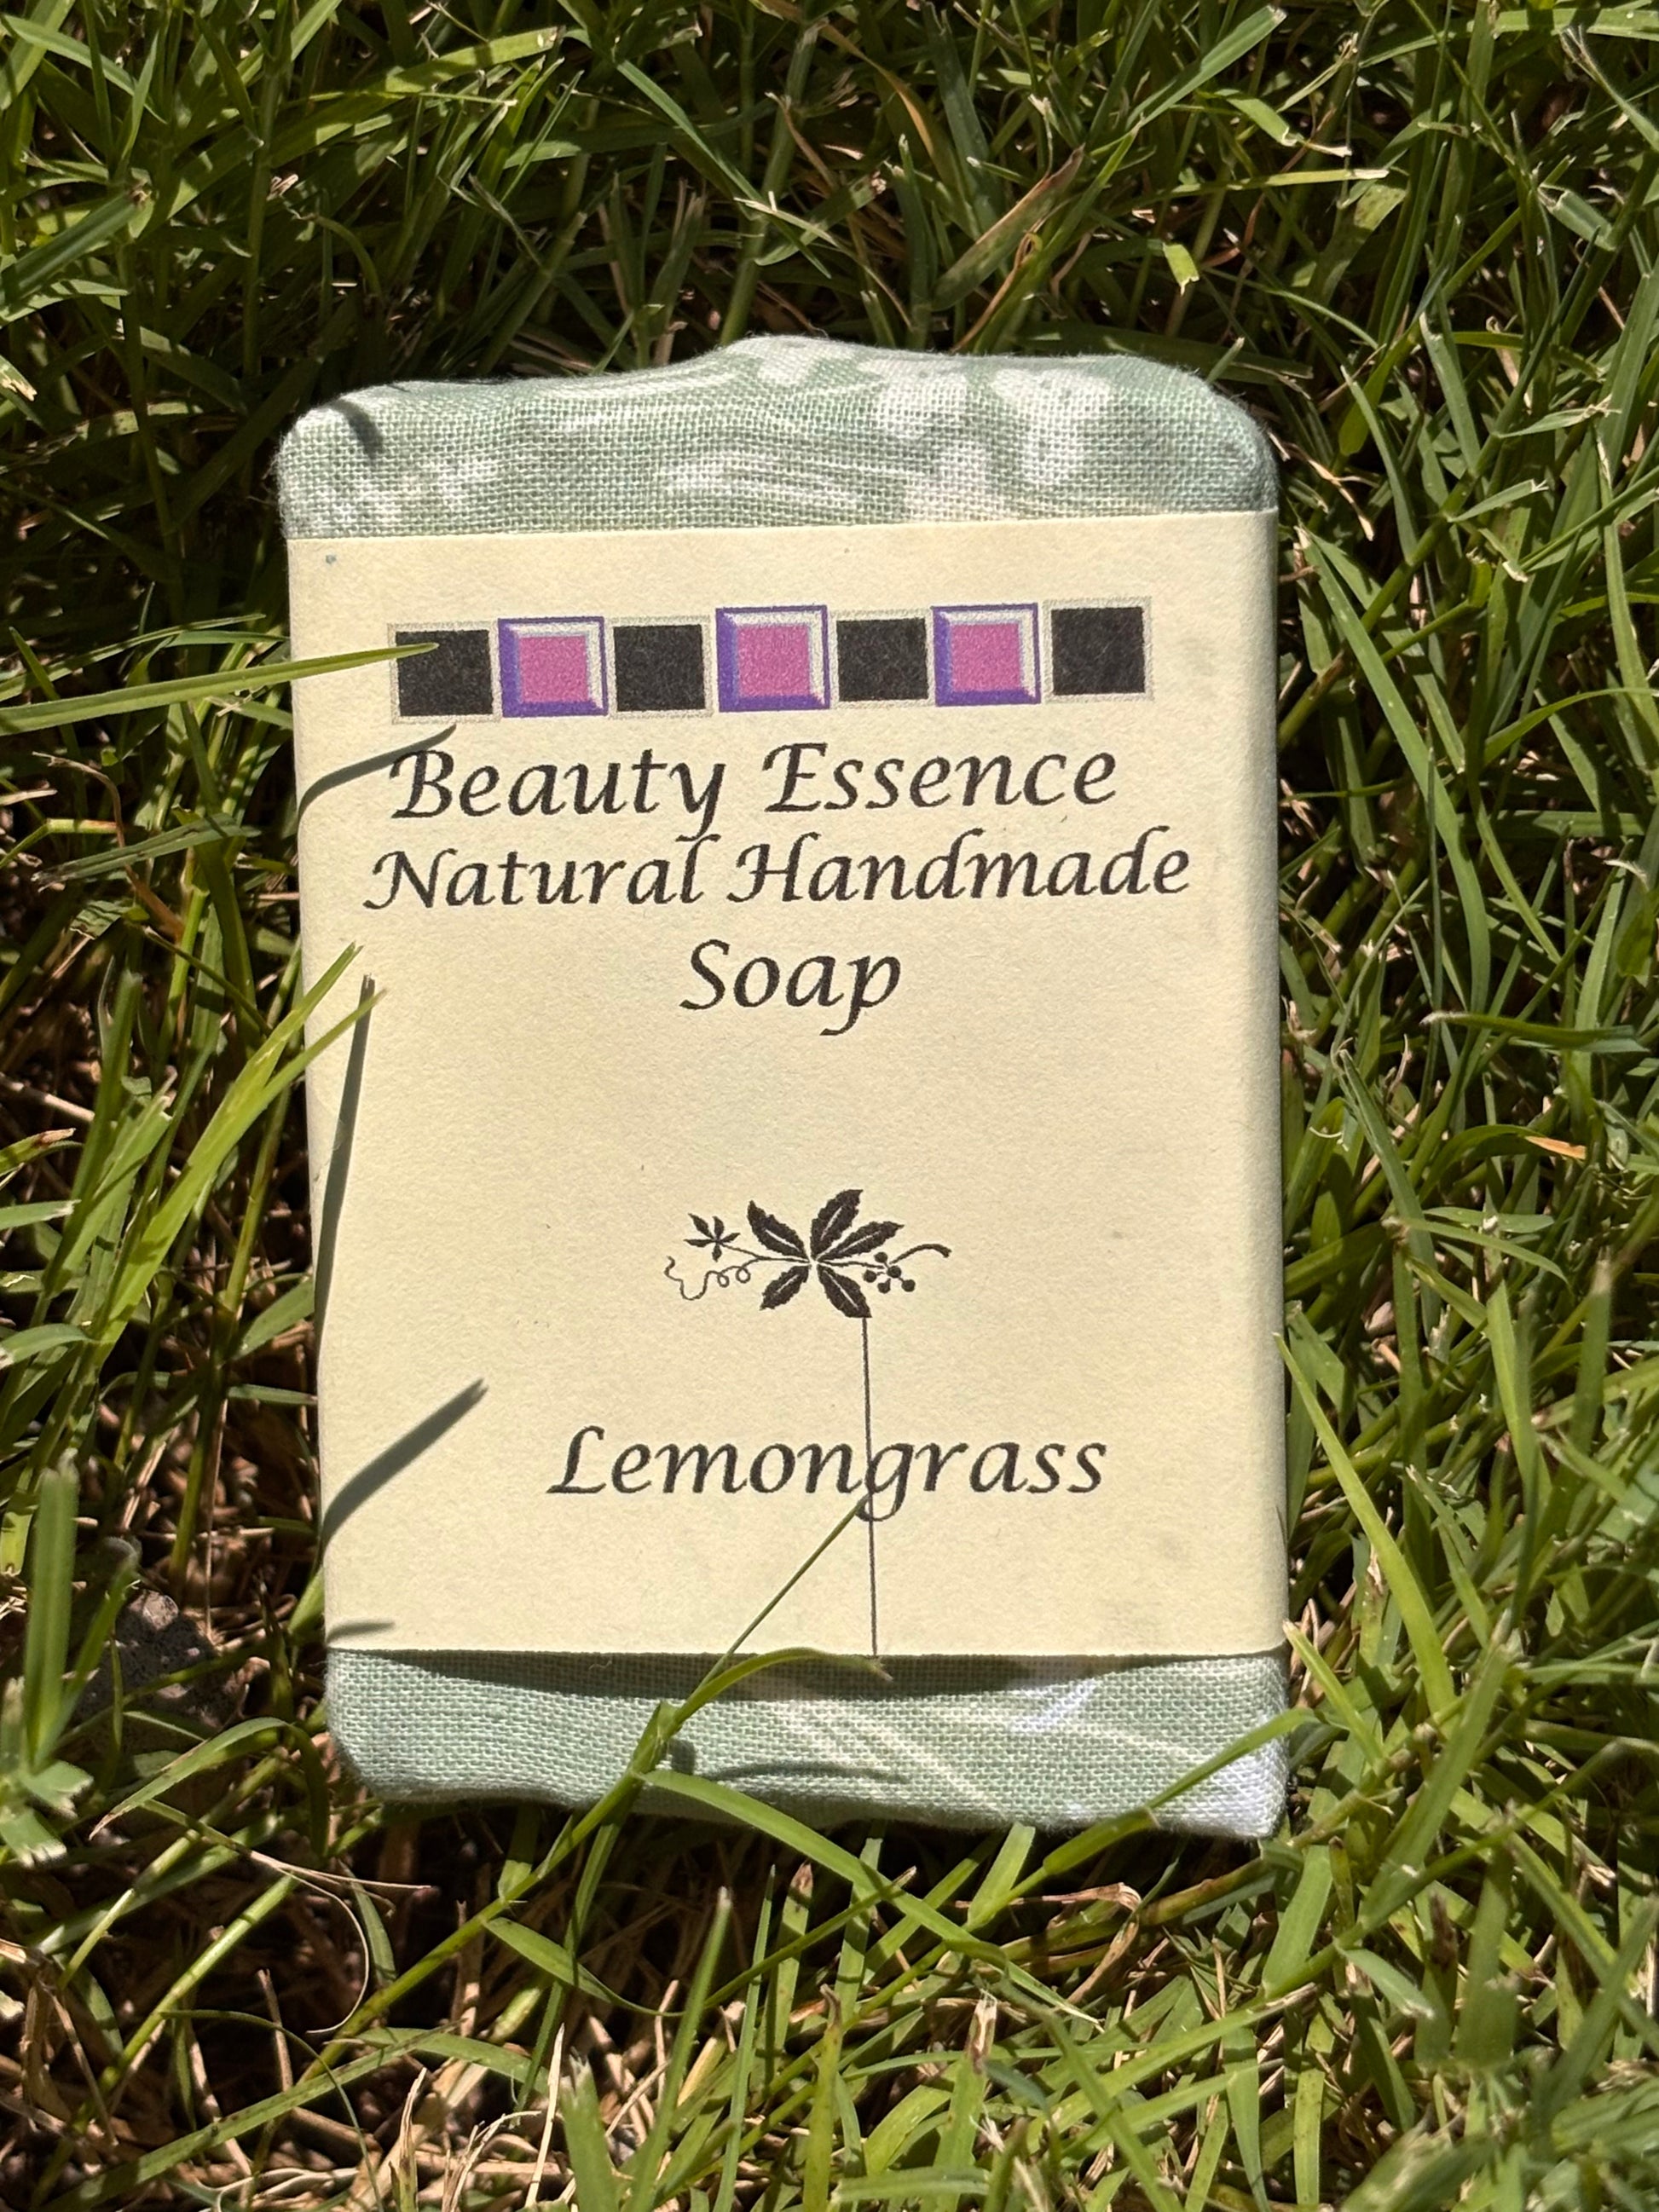 Beauty Essence
Natural Handmade
Soap
Lemongrass